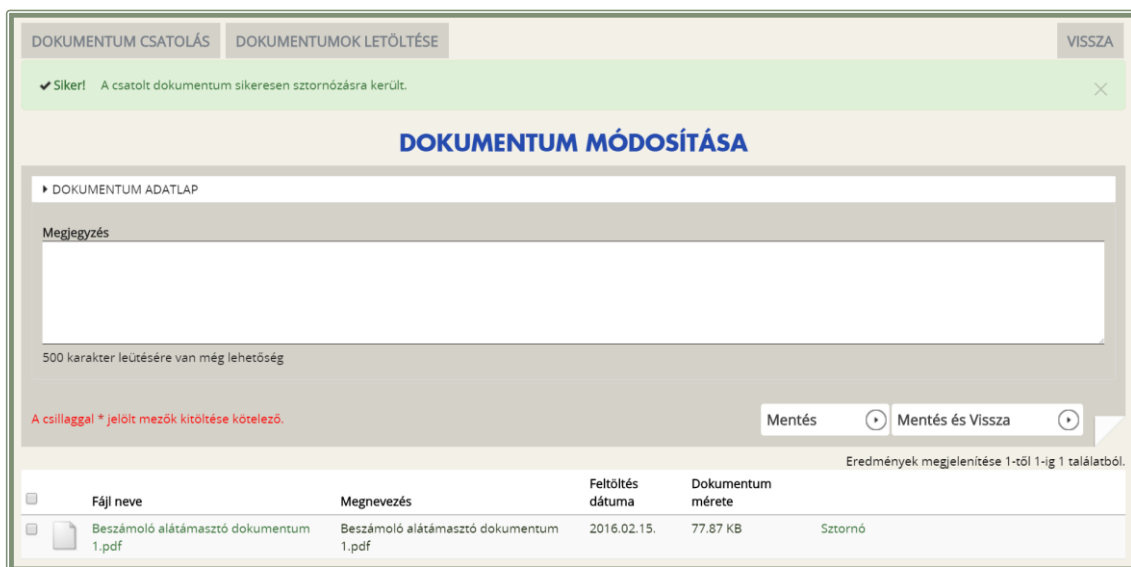 DOKUMENTUM CSATOLÁS DOKUMENTUMOK LETÖLTÉSE VISSZA
Siker! A csatolt dokumentum sikeresen sztornózásra került.
DOKUMENTUM MÓDOSÍTÁSA
DOKUMENTUM ADATLAP
Megjegyzés
500 karakter leütésére van még lehetőség
A csillaggal * jelölt mezők kitöltése kötelező. Mentés Mentés és Vissza
Eredmények megjelenítése 1-től 1-ig 1 találatból.
Fájl neve Megnevezés Feltöltés dátuma Dokumentum mérete
Beszámoló alátámasztó dokumentum 1.pdf Beszámoló alátámasztó dokumentum 1.pdf 2016.02.15. 77.87 KB Sztornó